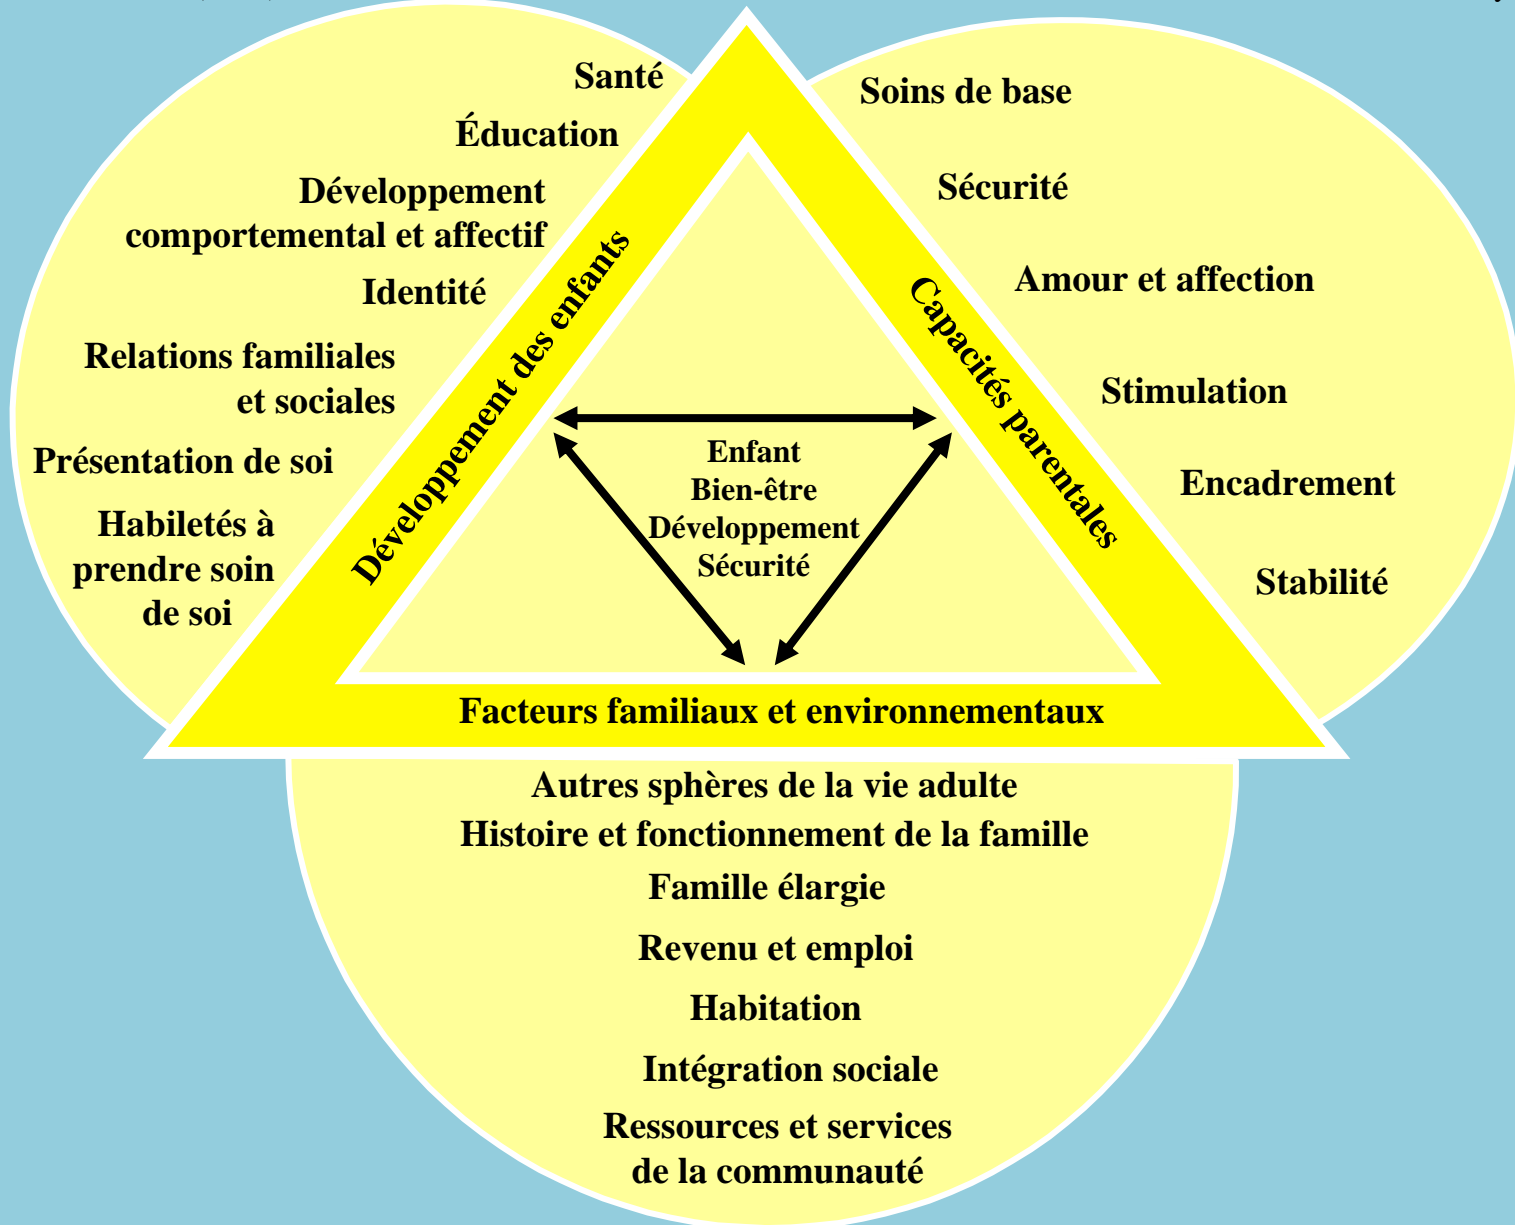 Santé
Éducation
Développement
comportemental et affectif
Identité
Relations familiales
et sociales
Présentation de soi
Habiletés à
prendre soin
de soi
Développement des enfants
Soins de base
Sécurité
Amour et affection
Stimulation
Encadrement
Stabilité
Capacités parentales
Enfant
Bien-être
Développement
Sécurité
Facteurs familiaux et environnementaux
Autres sphères de la vie adulte
Histoire et fonctionnement de la famille
Famille élargie
Revenu et emploi
Habitation
Intégration sociale
Ressources et services
de la communauté